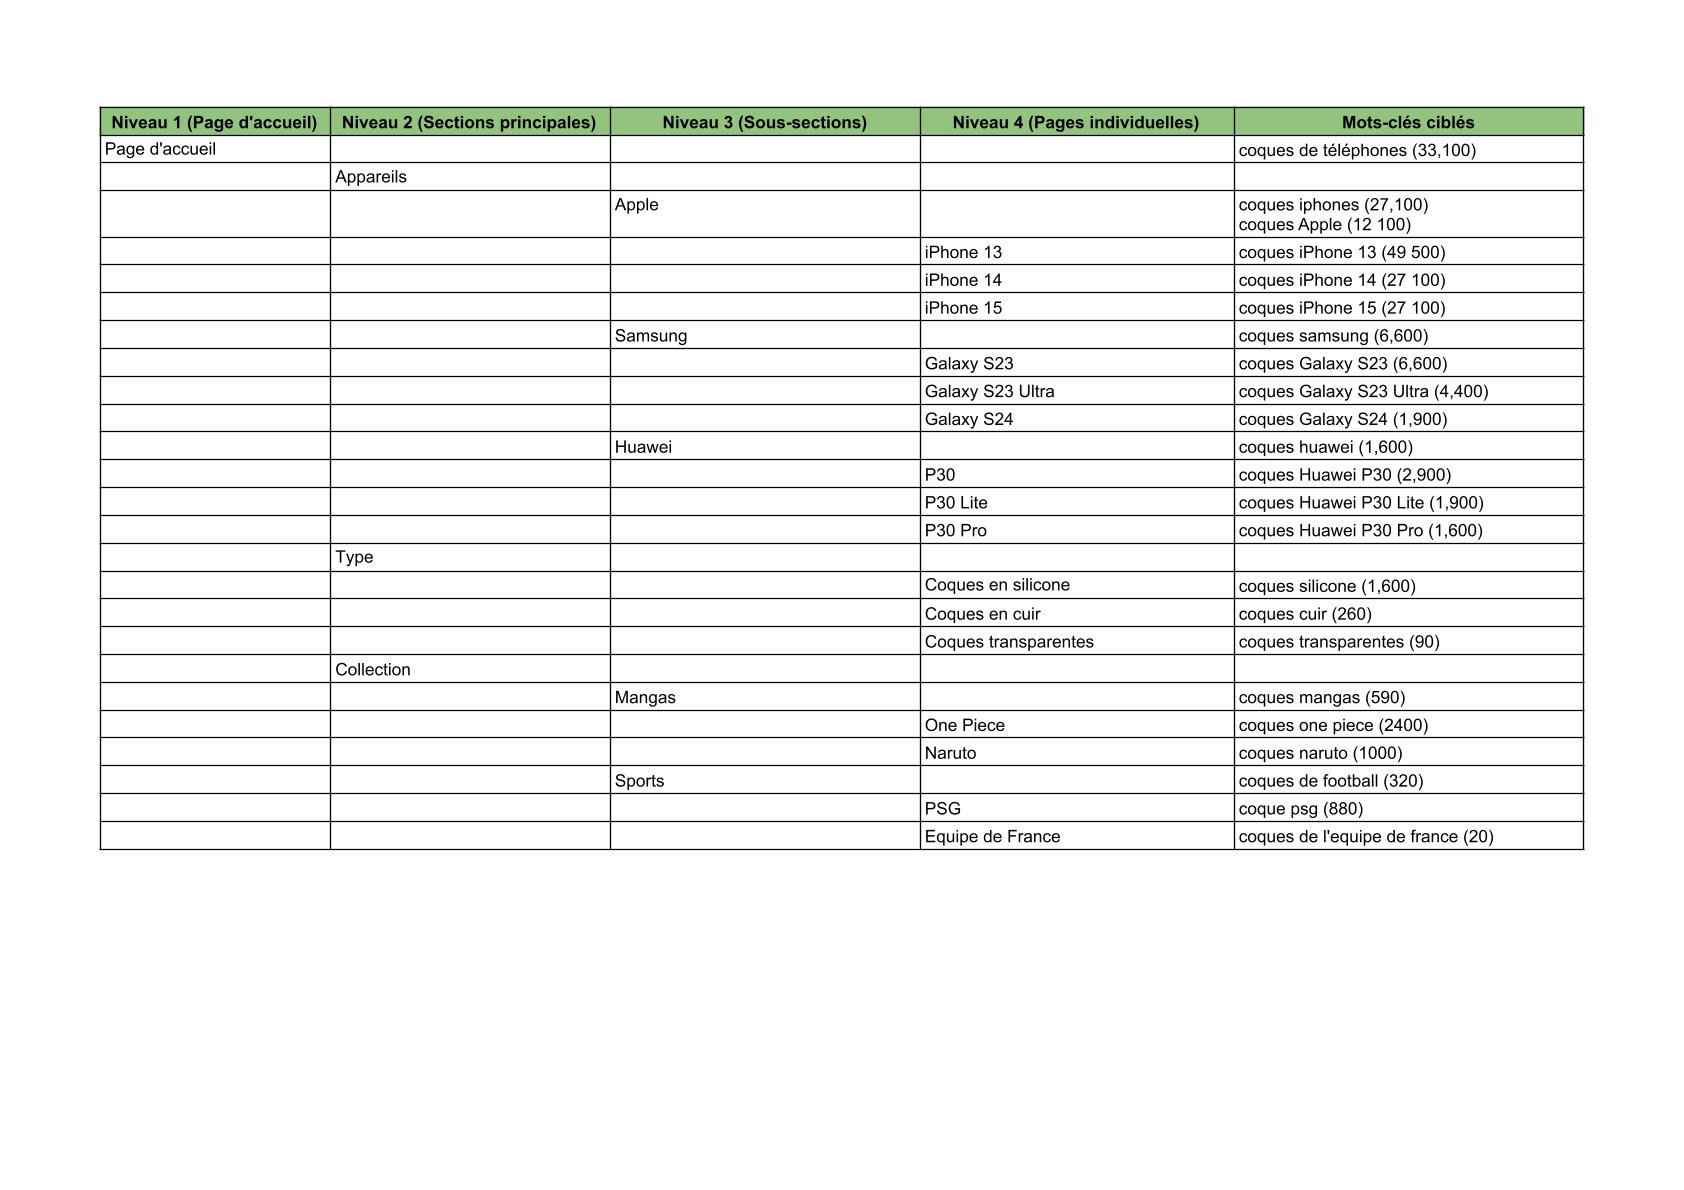 Niveau 1 (Page d'accueil) Niveau 2 (Sections principales) Niveau 3 (Sous-sections) Niveau 4 (Pages individuelles) Mots-clés ciblés
Page d'accueil coques de téléphones (33,100)
Appareils
Apple coques iphones (27,100)
coques Apple (12 100)
iPhone 13 coques iPhone 13 (49 500)
iPhone 14 coques iPhone 14 (27 100)
iPhone 15 coques iPhone 15 (27 100)
Samsung coques samsung (6,600)
Galaxy S23 coques Galaxy S23 (6,600)
Galaxy S23 Ultra coques Galaxy S23 Ultra (4,400)
Galaxy S24 coques Galaxy S24 (1,900)
Huawei coques huawei (1,600)
P30 coques Huawei P30 (2,900)
P30 Lite coques Huawei P30 Lite (1,900)
P30 Pro coques Huawei P30 Pro (1,600)
Type
Coques en silicone coques silicone (1,600)
Coques en cuir coques cuir (260)
Coques transparentes coques transparentes (90)
Collection
Mangas coques mangas (590)
One Piece coques one piece (2400)
Naruto coques naruto (1000)
Sports coques de football (320)
PSG coque psg (880)
Equipe de France coques de l'equipe de france (20)